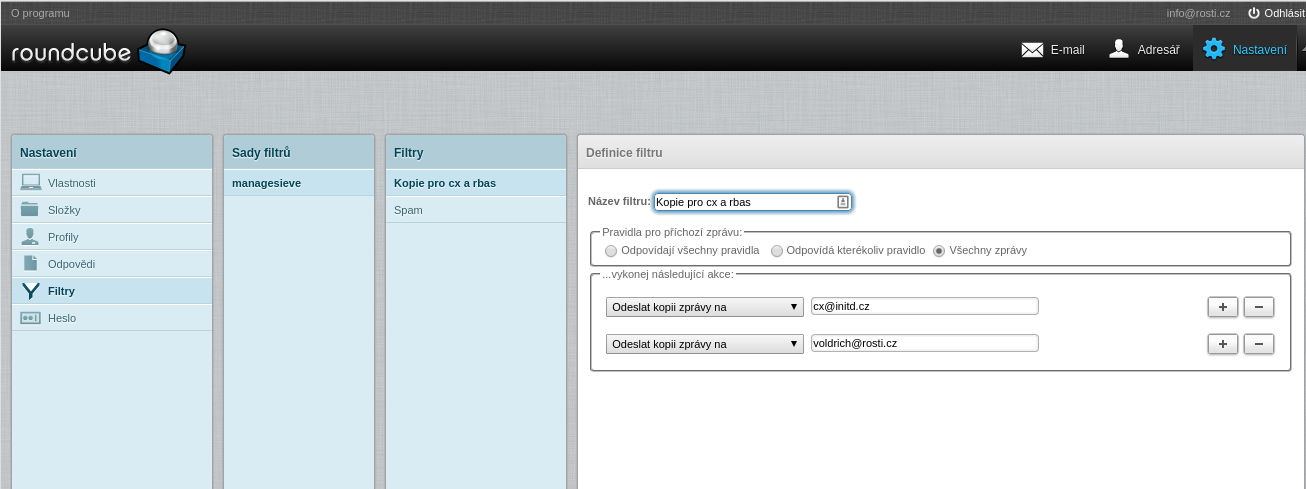 O programu
info@rosti.cz Odhlásit
roundcube
E-mail Adresář Nastavení
Nastavení
Vlastnosti
Složky
Profily
Odpovědi
Filtry
Heslo
Sady filtrů
managesieve
Filtry
Kopie pro cx a rbas
Spam
Definice filtru
Název filtru: Kopie pro cx a rbas
Pravidla pro příchozí zprávu:
Odpovídají všechny pravidla Odpovídá kterékoliv pravidlo Všechny zprávy
...vykonej následující akce:
Odeslat kopii zprávy na cx@initd.cz
Odeslat kopii zprávy na voldrich@rosti.cz